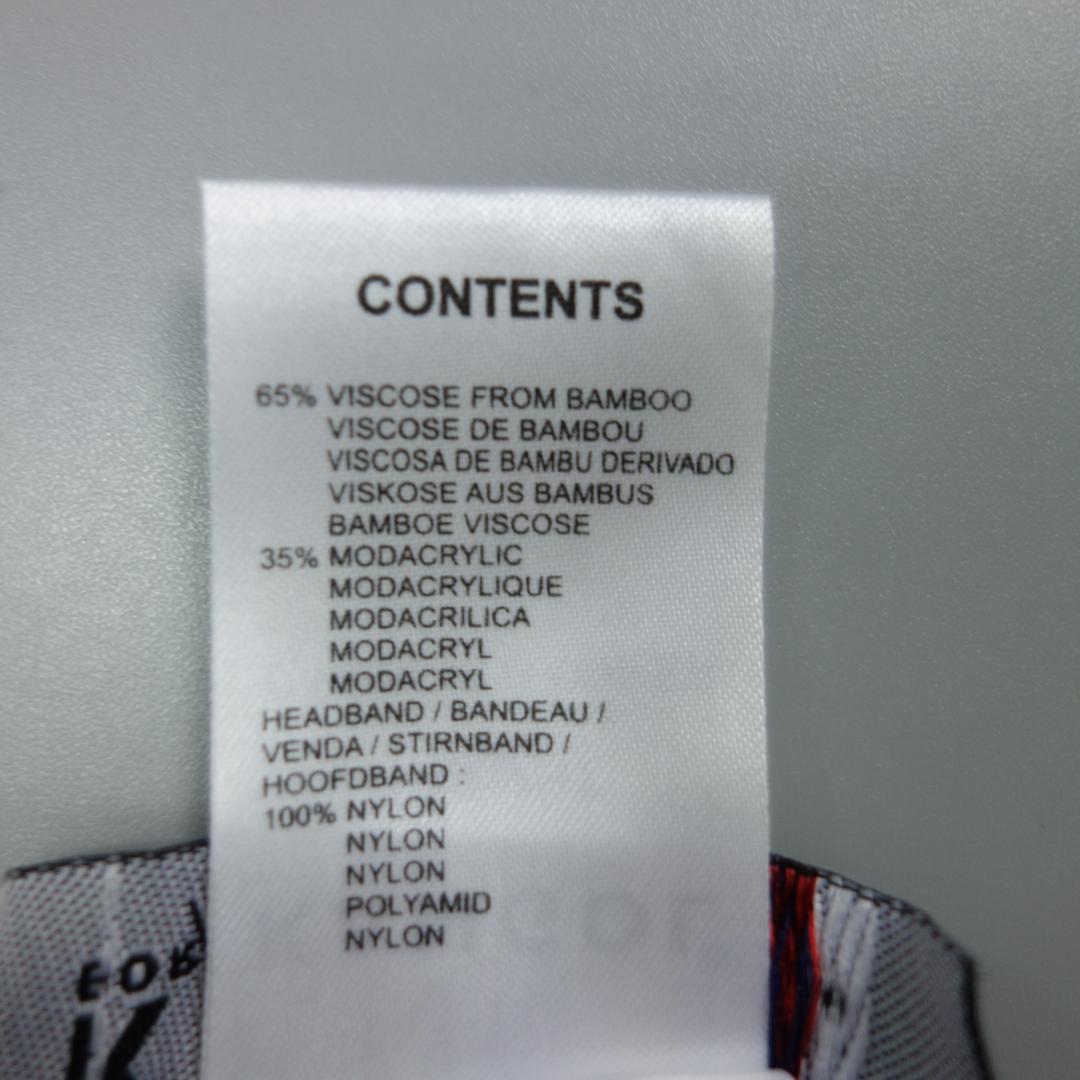 CONTENTS
65% VISCOSE FROM BAMBOO
VISCOSE DE BAMBOU
VISCOSA DE BAMBU DERIVADO
VISKOSE AUS BAMBUS
BAMBOE VISCOSE
35% MODACRYLIC
MODACRYLIQUE
MODACRILICA
MODACRYL
MODACRYL
HEADBAND / BANDEAU /
VENDA / STIRNBAND /
HOOFDBAND :
100% NYLON
NYLON
NYLON
POLYAMID
NYLON
FOR